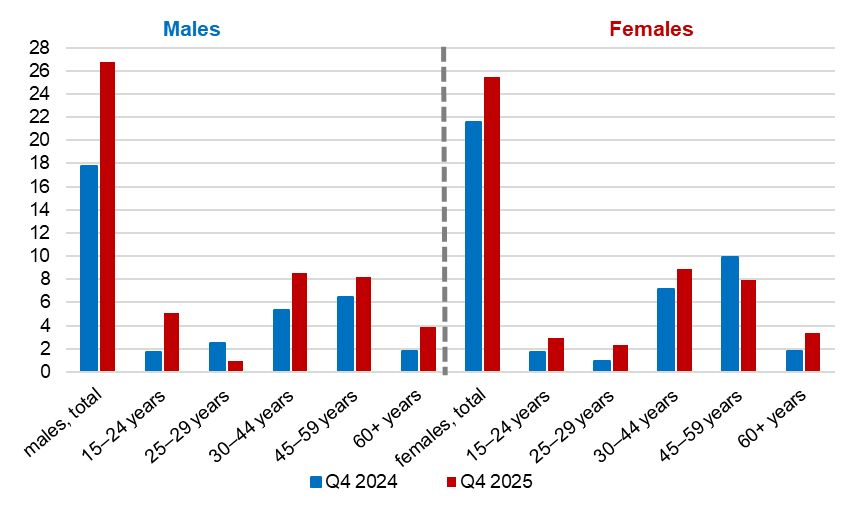 Males
Females
28
26
24
22
20
18
16
14
12
10
8
6
4
2
0
males, total
15–24 years
25–29 years
30–44 years
45–59 years
60+ years
females, total
15–24 years
25–29 years
30–44 years
45–59 years
60+ years
Q4 2024
Q4 2025